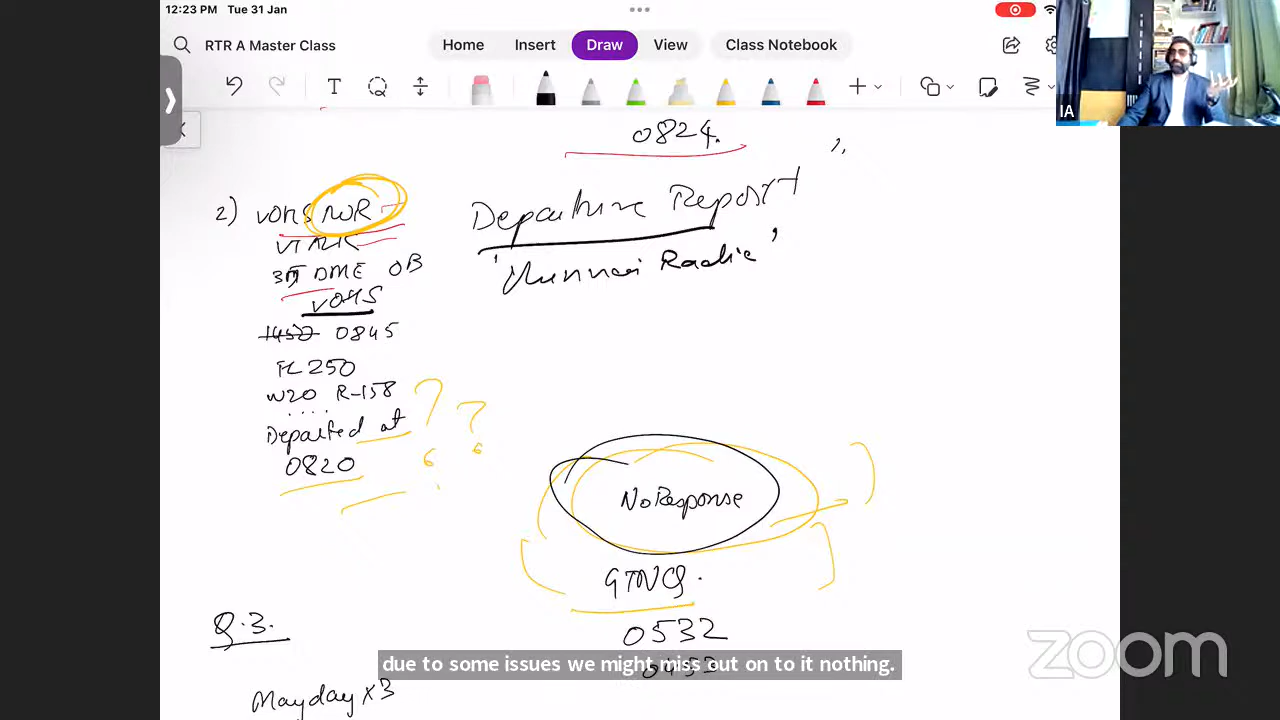 12:23 PM Tue 31 Jan
RTR A Master Class
Home Insert Draw View Class Notebook
IA
0824.
2) VOMS NDR
Departure Report
"Chennai Radio"
DME OB
VOMS
1450 0845
FL250
W20 R-158
Departed at ? ?
0820
No Response
Q.3.
0532
due to some issues we might miss out on to it nothing.
Mayday x3
zoom